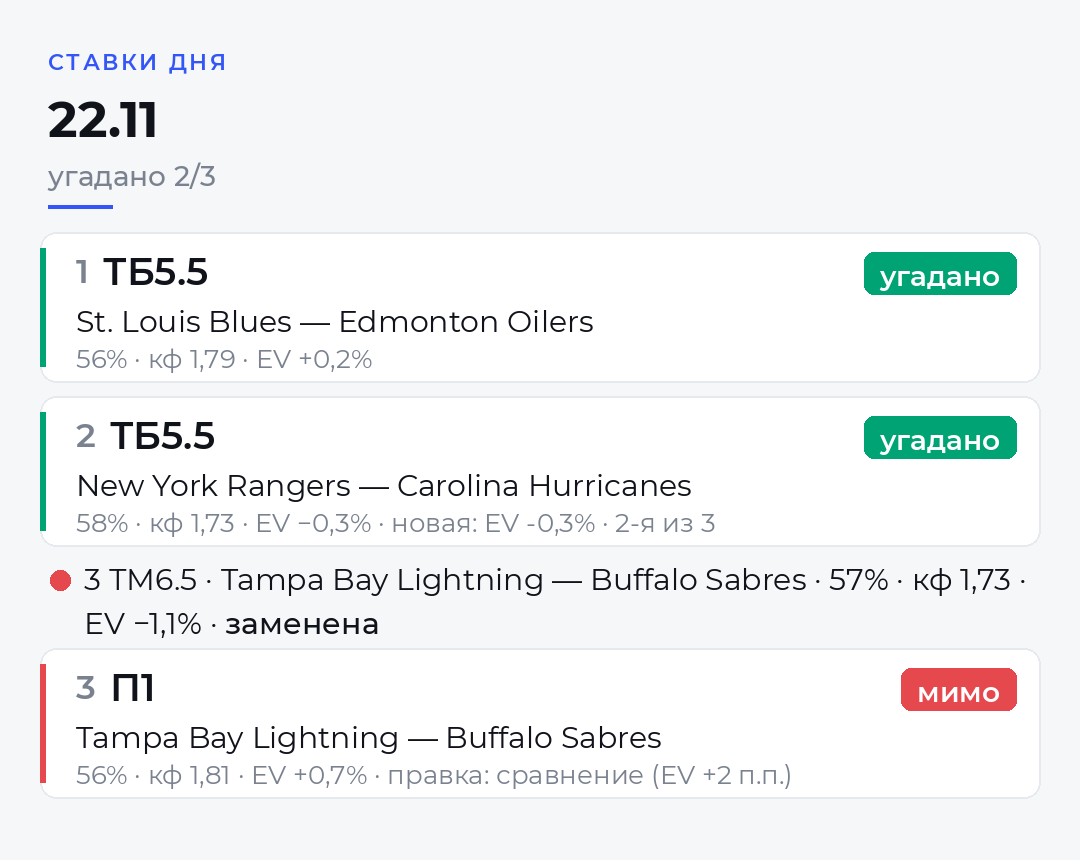 СТАВКИ ДНЯ
22.11
угадано 2/3
1 ТБ5.5
угадано
St. Louis Blues — Edmonton Oilers
56% · кф 1,79 · EV +0,2%
2 ТБ5.5
угадано
New York Rangers — Carolina Hurricanes
58% · кф 1,73 · EV −0,3% · новая: EV -0,3% · 2-я из 3
3 ТМ6.5 · Tampa Bay Lightning — Buffalo Sabres · 57% · кф 1,73 ·
EV −1,1% · заменена
3 П1
мимо
Tampa Bay Lightning — Buffalo Sabres
56% · кф 1,81 · EV +0,7% · правка: сравнение (EV +2 п.п.)